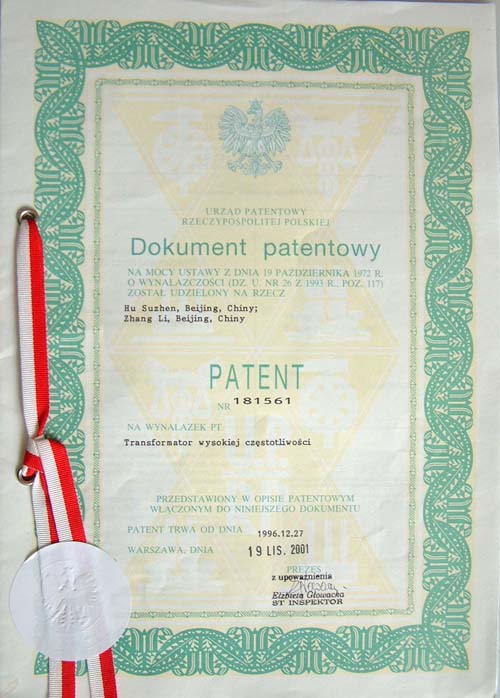 URZĄD PATENTOWY
RZECZYPOSPOLITEJ POLSKIEJ
Dokument patentowy
NA MOCY USTAWY Z DNIA 19 PAŹDZIERNIKA 1972 R.
O WYNALAZCZOŚCI (DZ. U. NR 26 Z 1993 R., POZ. 117)
ZOSTAŁ UDZIELONY NA RZECZ
Hu Suzhen, Beijing, Chiny;
Zhang Li, Beijing, Chiny
PATENT
NR 181561
NA WYNALAZEK PT.
Transformator wysokiej częstotliwości
PRZEDSTAWIONY W OPISIE PATENTOWYM
WŁĄCZONYM DO NINIEJSZEGO DOKUMENTU
PATENT TRWA OD DNIA 1996.12.27
WARSZAWA, DNIA 19 LIS. 2001
PREZES
z upoważnienia
Elżbieta Głowacka
ST INSPEKTOR